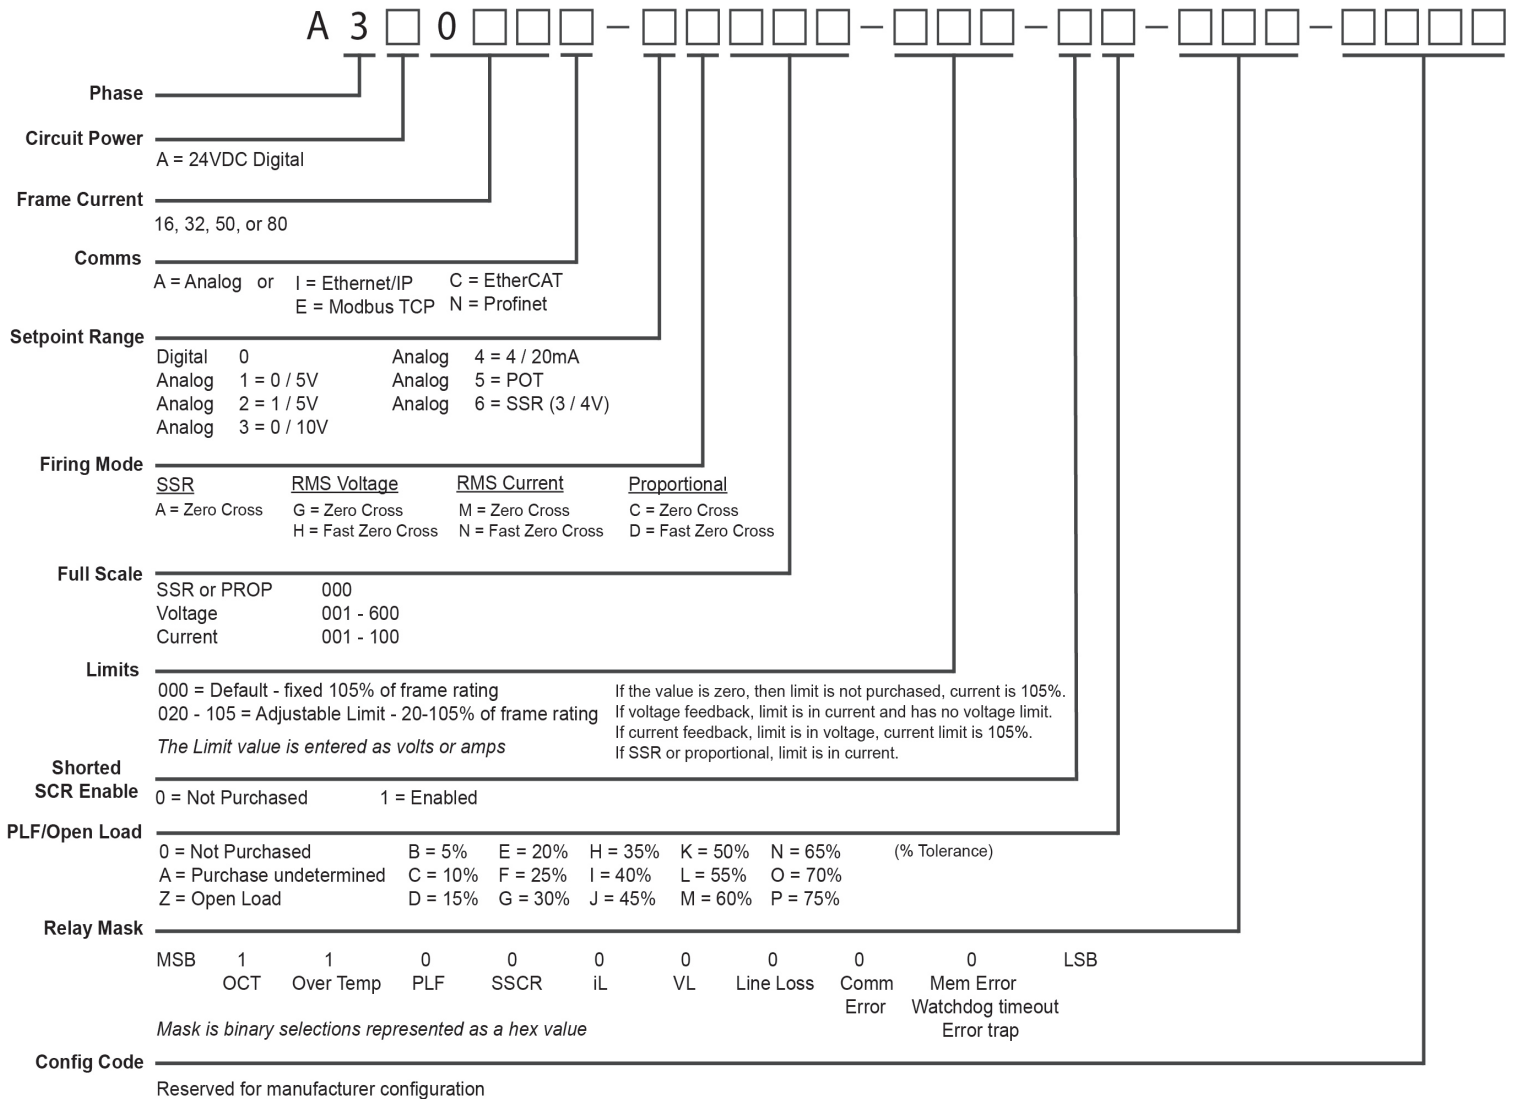 A 3 0 – – – – –
Phase
Circuit Power
A = 24VDC Digital
Frame Current
16, 32, 50, or 80
Comms
A = Analog or I = Ethernet/IP C = EtherCAT
E = Modbus TCP N = Profinet
Setpoint Range
Digital 0 Analog 4 = 4 / 20mA
Analog 1 = 0 / 5V Analog 5 = POT
Analog 2 = 1 / 5V Analog 6 = SSR (3 / 4V)
Analog 3 = 0 / 10V
Firing Mode
SSR RMS Voltage RMS Current Proportional
A = Zero Cross G = Zero Cross M = Zero Cross C = Zero Cross
H = Fast Zero Cross N = Fast Zero Cross D = Fast Zero Cross
Full Scale
SSR or PROP 000
Voltage 001 - 600
Current 001 - 100
Limits
000 = Default - fixed 105% of frame rating
020 - 105 = Adjustable Limit - 20-105% of frame rating
The Limit value is entered as volts or amps
If the value is zero, then limit is not purchased, current is 105%.
If voltage feedback, limit is in current and has no voltage limit.
If current feedback, limit is in voltage, current limit is 105%.
If SSR or proportional, limit is in current.
Shorted
SCR Enable
0 = Not Purchased 1 = Enabled
PLF/Open Load
0 = Not Purchased B = 5% E = 20% H = 35% K = 50% N = 65% (% Tolerance)
A = Purchase undetermined C = 10% F = 25% I = 40% L = 55% O = 70%
Z = Open Load D = 15% G = 30% J = 45% M = 60% P = 75%
Relay Mask
MSB 1 1 0 0 0 0 0 0 0 LSB
OCT Over Temp PLF SSCR iL VL Line Loss Comm Mem Error
Error Watchdog timeout
Error trap
Mask is binary selections represented as a hex value
Config Code
Reserved for manufacturer configuration